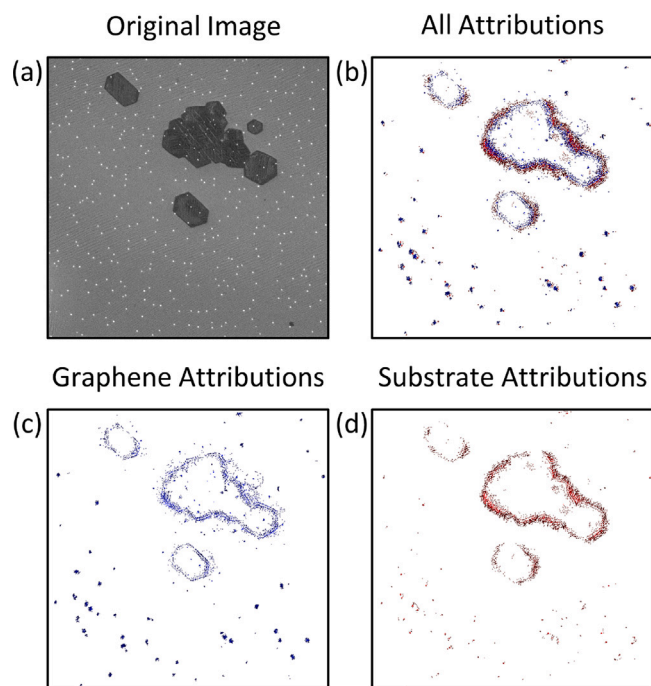 Original Image
All Attributions
(a)
(b)
Graphene Attributions
Substrate Attributions
(c)
(d)